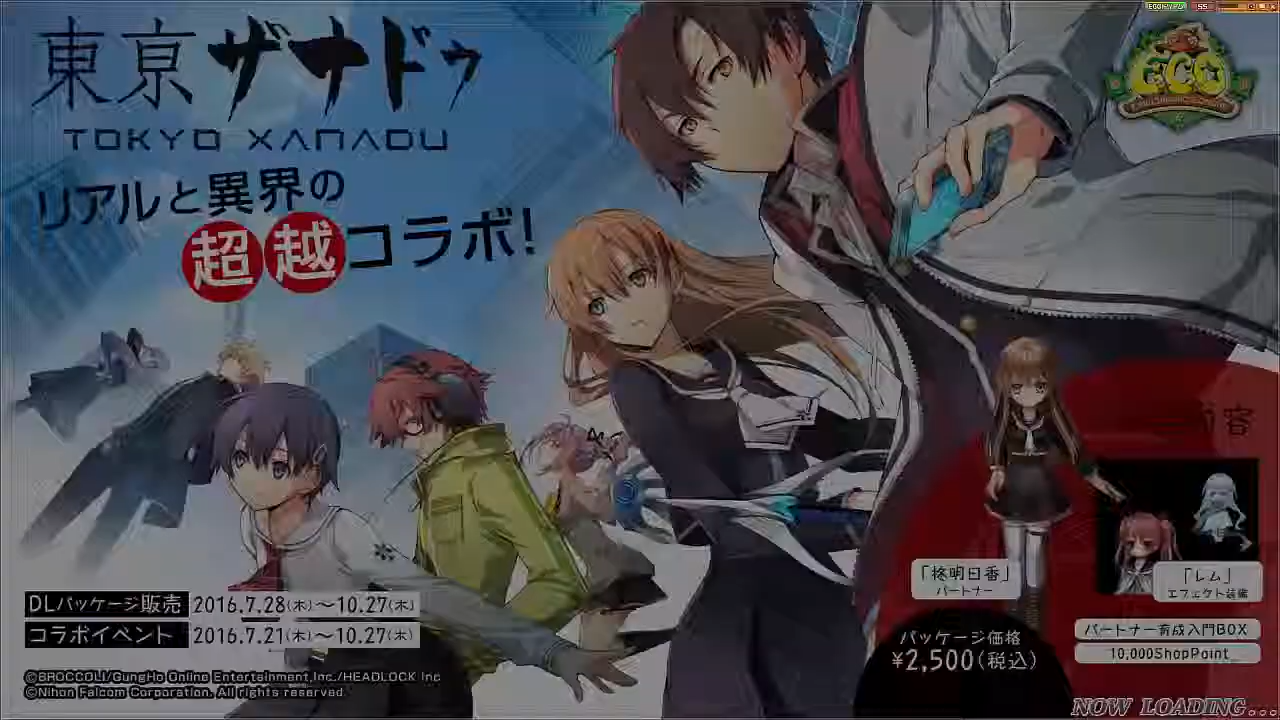 東亰ザナドゥ
TOKYO XANADU
リアルと異界の
超越コラボ!
ECO
DLパッケージ販売 2016.7.28(木)~10.27(木)
コラボイベント 2016.7.21(木)~10.27(木)
©BROCCOLI/GungHo Online Entertainment,Inc./HEADLOCK Inc
©Nihon Falcom Corporation. All rights reserved.
容
「柊明日香」
パートナー
「レム」
エフェクト装備
パッケージ価格
¥2,500(税込)
パートナー育成入門BOX
10,000ShopPoint
NOW LOADING...